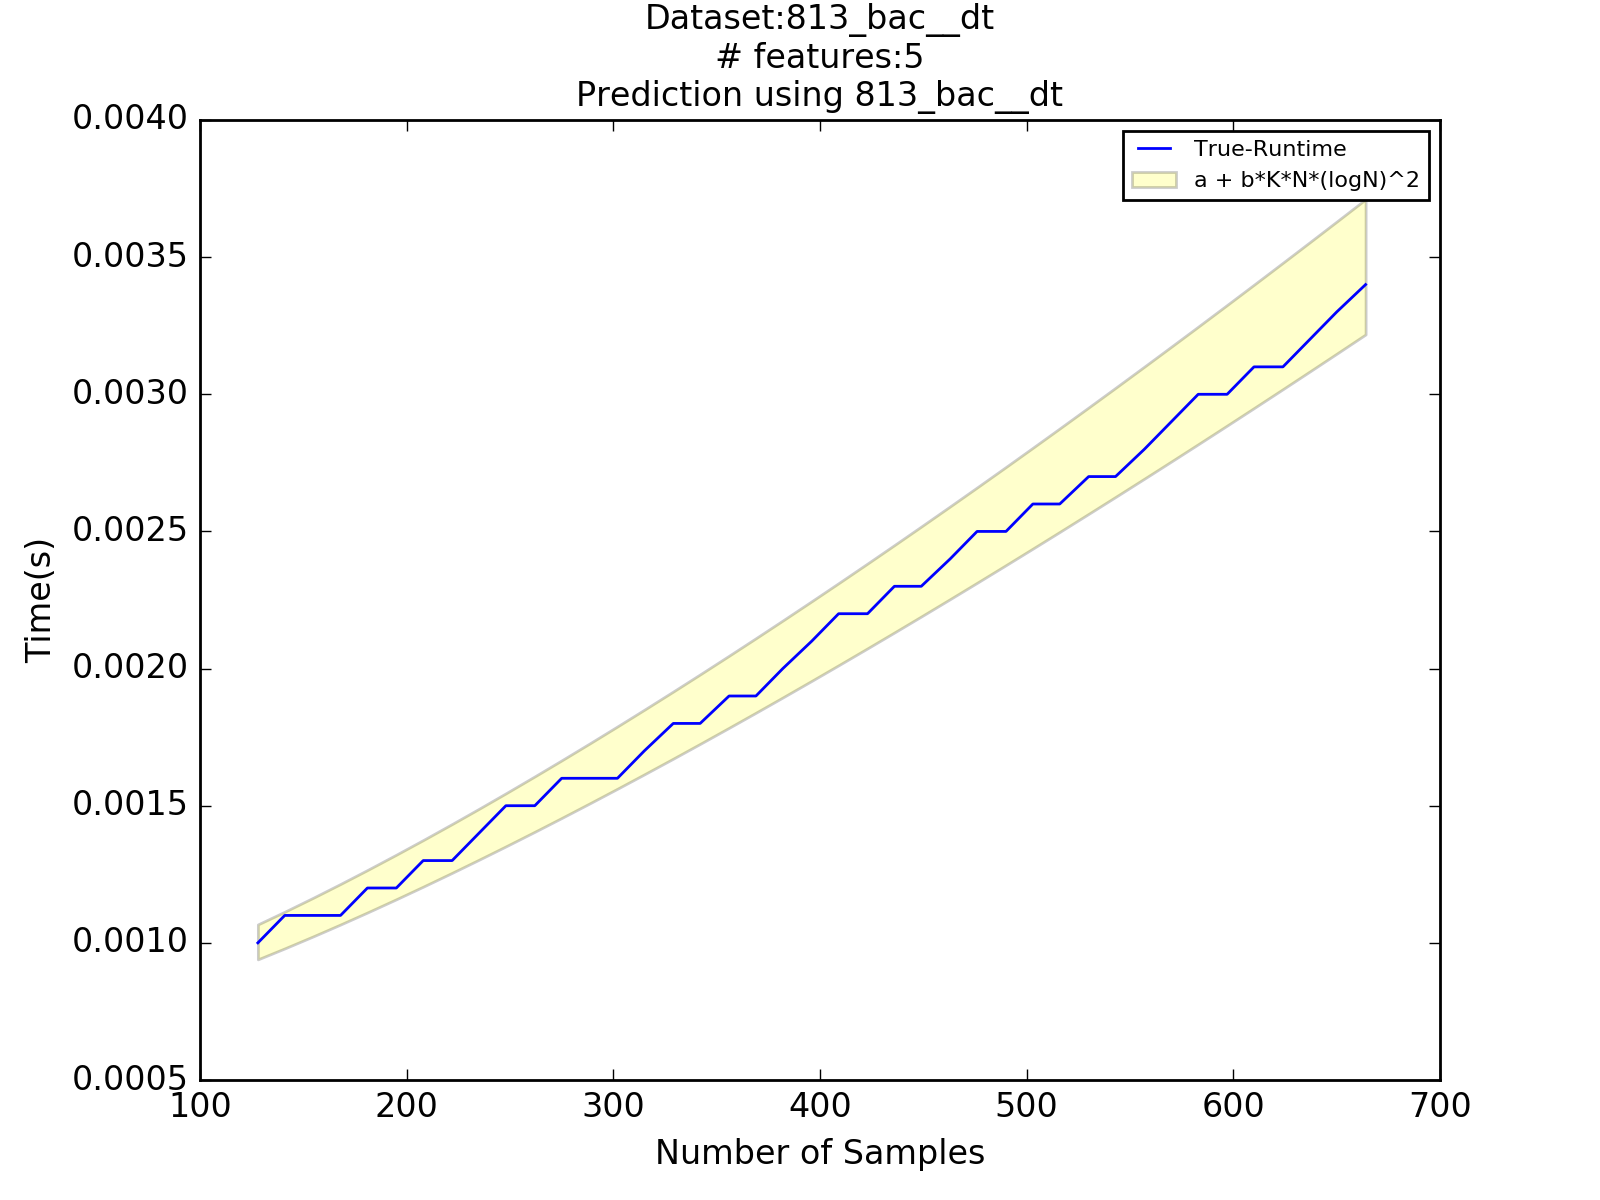 Dataset:813_bac__dt
# features:5
Prediction using 813_bac__dt
0.0040
0.0035
0.0030
0.0025
0.0020
0.0015
0.0010
0.0005
Time(s)
True-Runtime
a + b*K*N*(logN)^2
100 200 300 400 500 600 700
Number of Samples